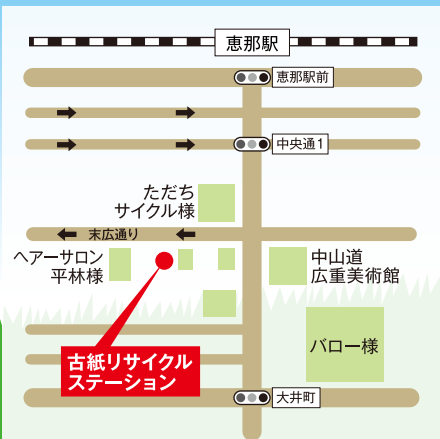 恵那駅
恵那駅前
中央通1
ただち
サイクル様
末広通り
ヘアーサロン
平林様
中山道
広重美術館
バロー様
古紙リサイクル
ステーション
大井町